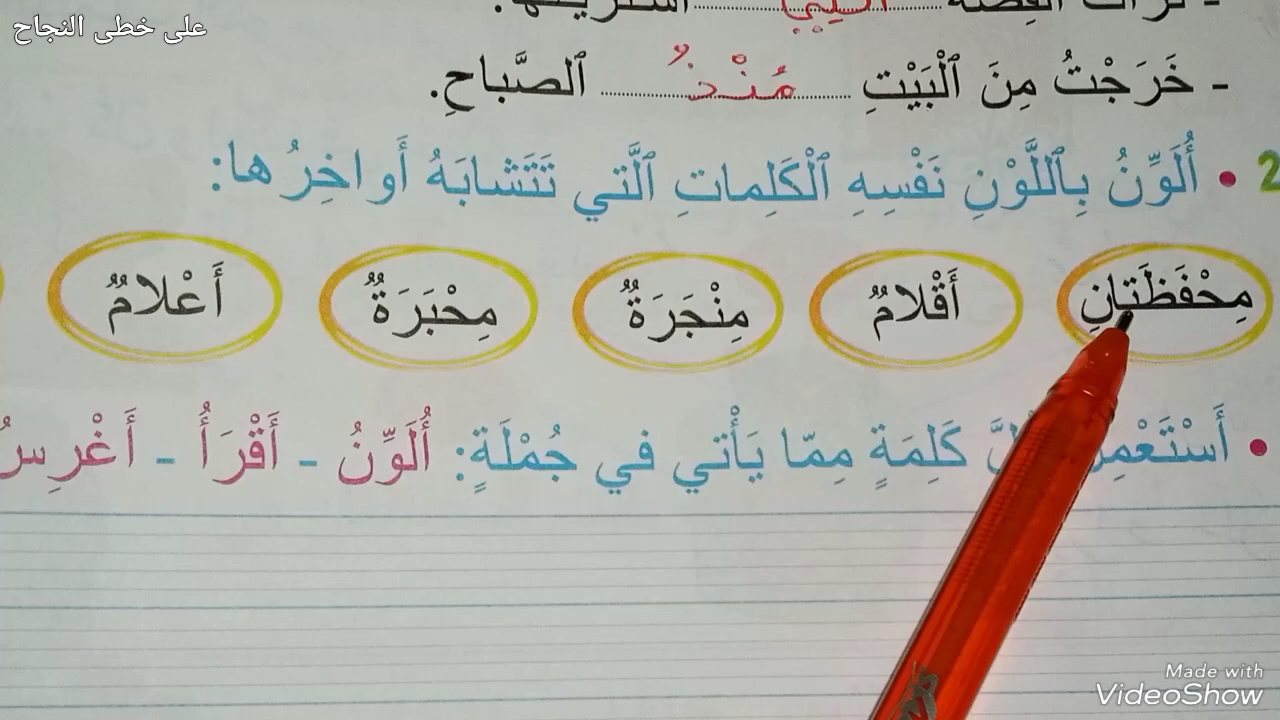 على خطى النجاح
- خَرَجْتُ مِنَ ٱلْبَيْتِ مُنْذُ ٱلصَّباحِ.
2 • أُلَوِّنُ بِٱللَّوْنِ نَفْسِهِ ٱلْكَلِماتِ ٱلَّتي تَتَشابَهُ أَواخِرُها:
مِحْفَظَتانِ أَقْلامٌ مِنْجَرَةٌ مِحْبَرَةٌ أَعْلامٌ
• كَلِمَةٍ مِمّا يَأْتي في جُمْلَةٍ: أُلَوِّنُ - أَقْرَأُ - أَغْرِسُ
Made with
VideoShow